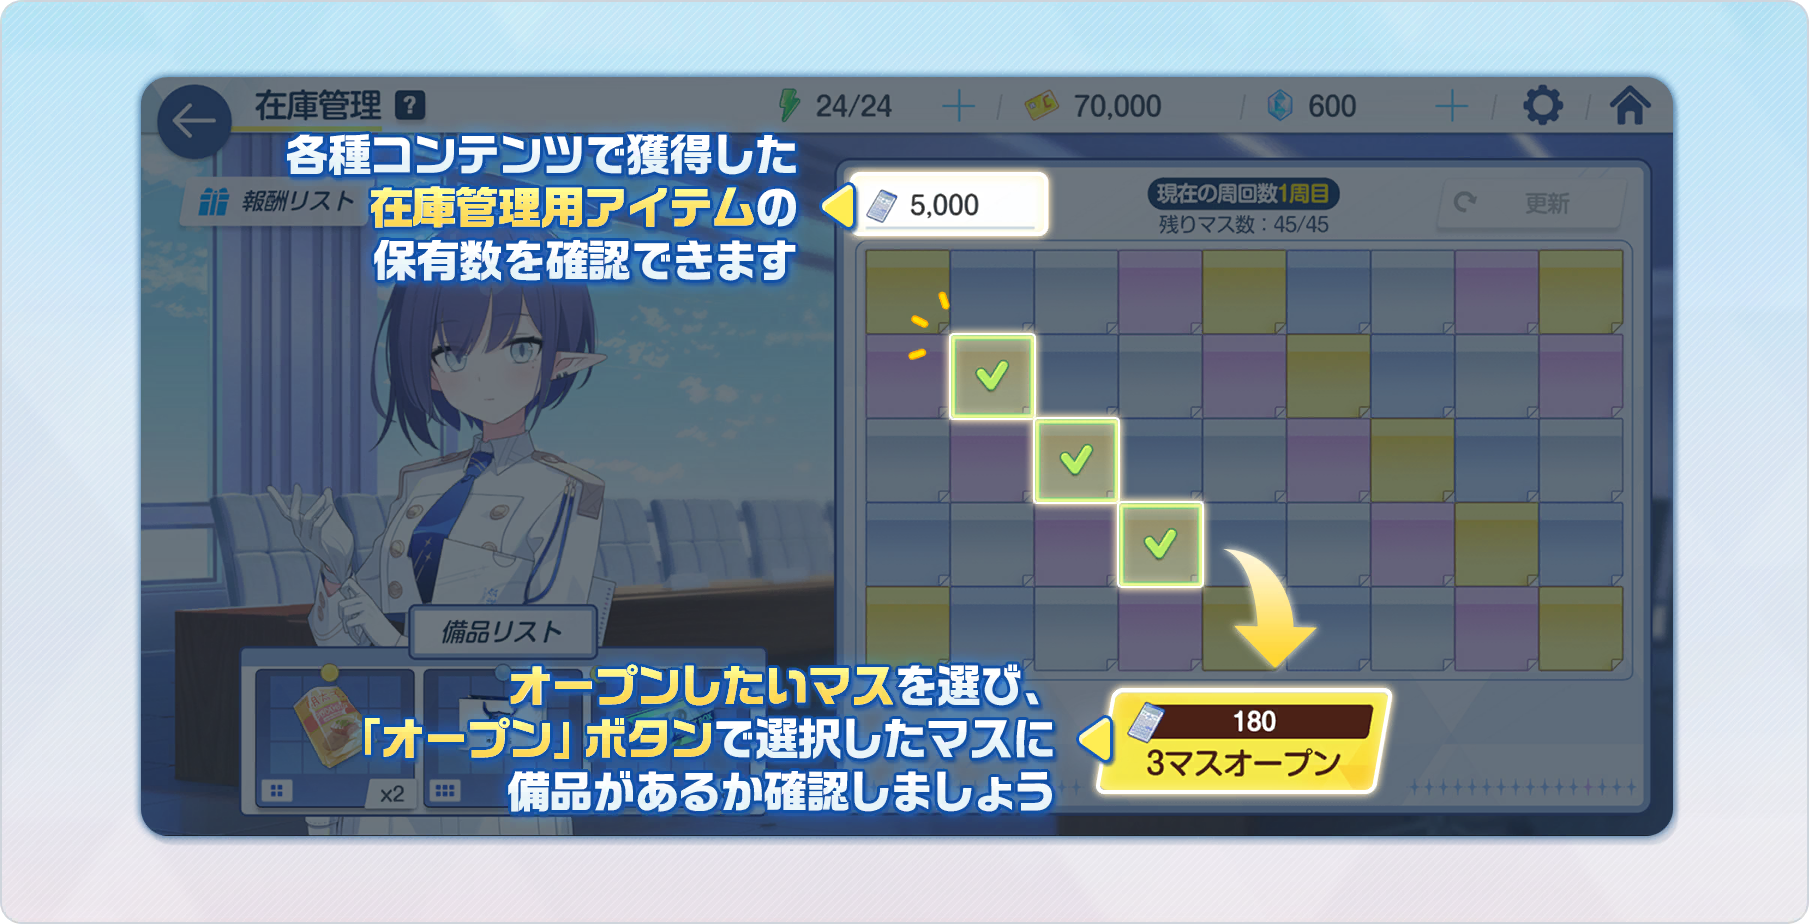 在庫管理 ?
24/24
70,000
600
各種コンテンツで獲得した
在庫管理用アイテムの
保有数を確認できます
報酬リスト
5,000
現在の周回数1周目
残りマス数：45/45
更新
備品リスト
x2
オープンしたいマスを選び、
「オープン」ボタンで選択したマスに
備品があるか確認しましょう
180
3マスオープン